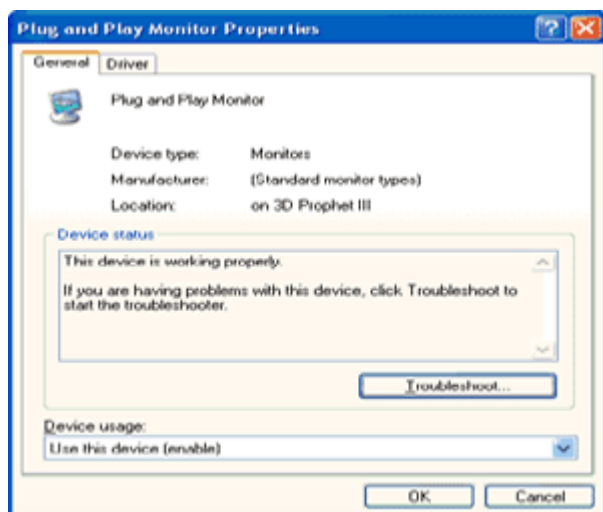 Plug and Play Monitor Properties
General Driver
Plug and Play Monitor
Device type: Monitors
Manufacturer: (Standard monitor types)
Location: on 3D Prophet III
Device status
This device is working properly.
If you are having problems with this device, click Troubleshoot to
start the troubleshooter.
Troubleshoot...
Device usage:
Use this device (enable)
OK Cancel